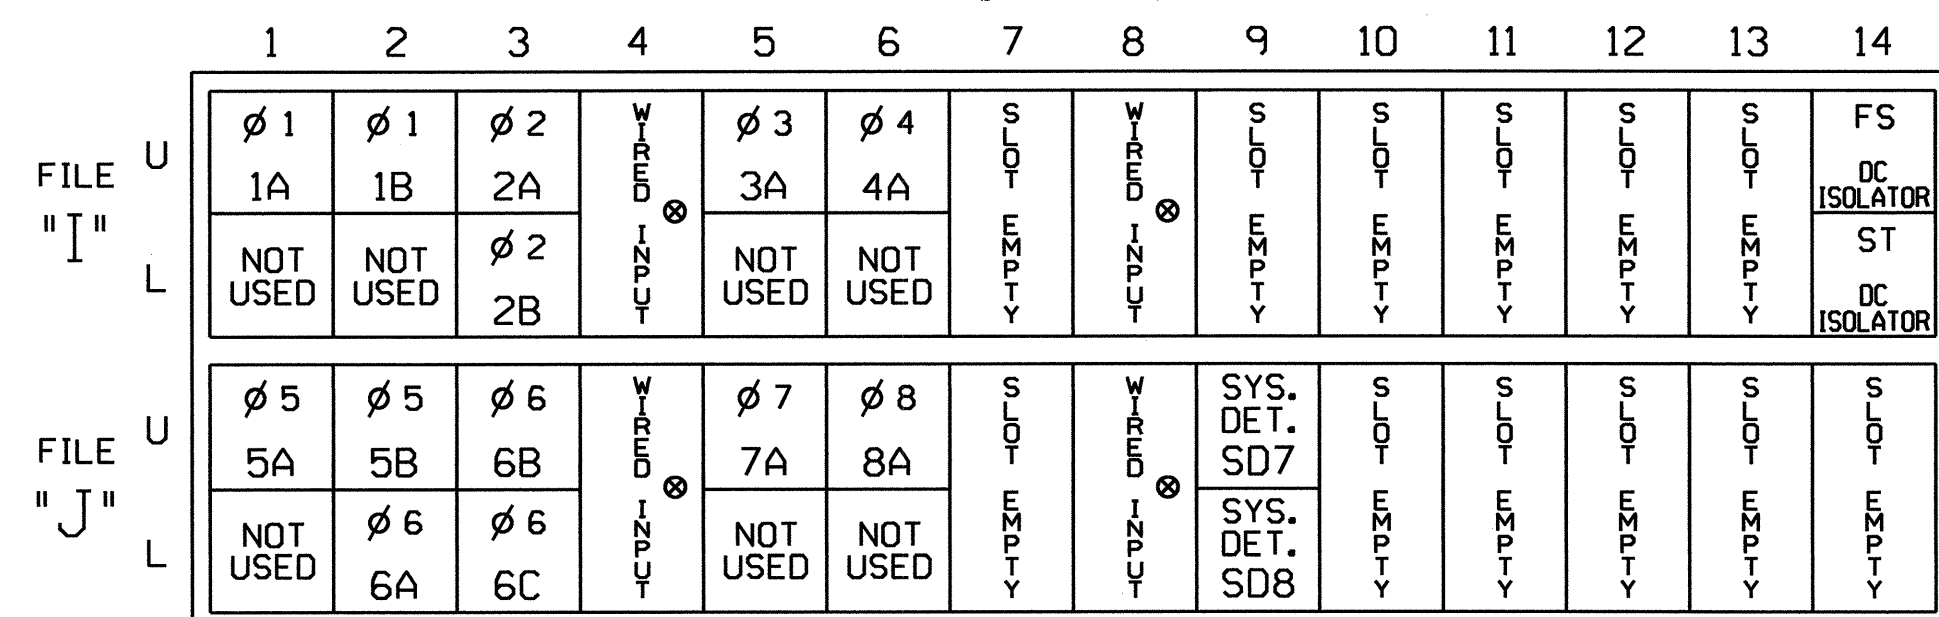 1 2 3 4 5 6 7 8 9 10 11 12 13 14
FILE "I"
U
Ø 1 1A
Ø 1 1B
Ø 2 2A
WIRED INPUT ⊗
Ø 3 3A
Ø 4 4A
SLOT EMPTY
WIRED INPUT ⊗
SLOT EMPTY
SLOT EMPTY
SLOT EMPTY
SLOT EMPTY
SLOT EMPTY
FS
DC
ISOLATOR
L
NOT
USED
NOT
USED
Ø 2 2B
NOT
USED
NOT
USED
ST
DC
ISOLATOR
FILE "J"
U
Ø 5 5A
Ø 5 5B
Ø 6 6B
WIRED INPUT ⊗
Ø 7 7A
Ø 8 8A
SLOT EMPTY
WIRED INPUT ⊗
SYS.
DET.
SD7
SLOT EMPTY
SLOT EMPTY
SLOT EMPTY
SLOT EMPTY
SLOT EMPTY
L
NOT
USED
Ø 6 6A
Ø 6 6C
NOT
USED
NOT
USED
SYS.
DET.
SD8